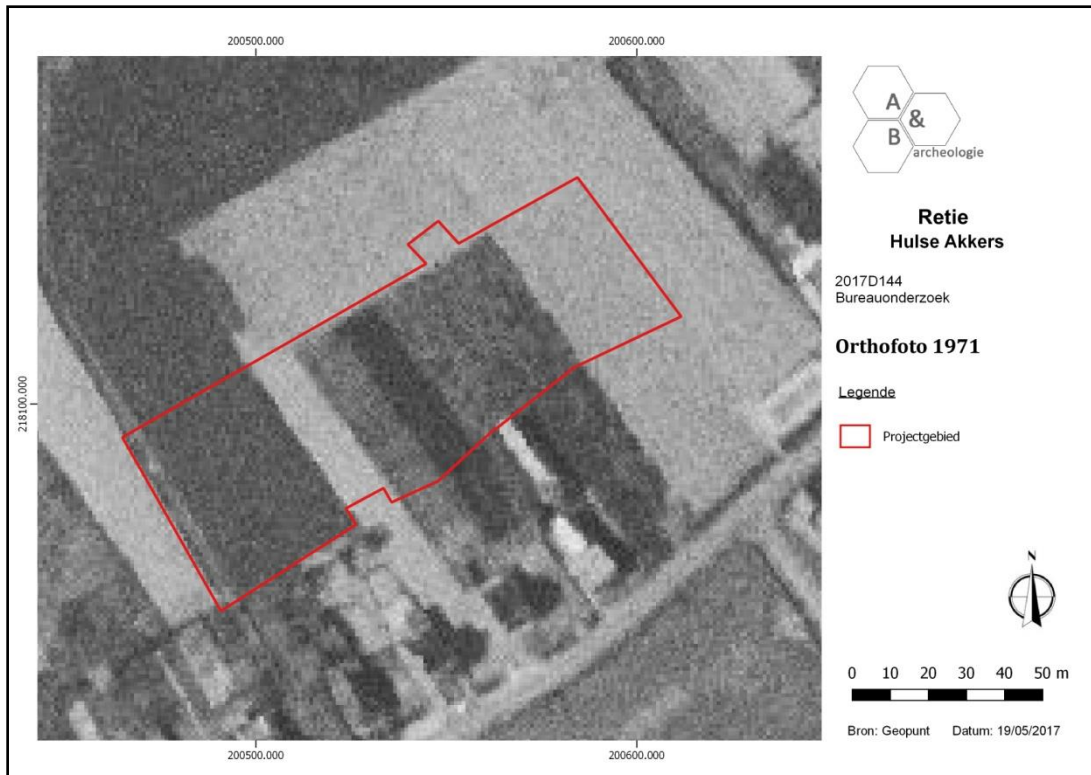 200500.000
200600.000
218100.000
A
&
B
archeologie
Retie
Hulse Akkers
2017D144
Bureauonderzoek
Orthofoto 1971
Legende
Projectgebied
N
0 10 20 30 40 50 m
Bron: Geopunt Datum: 19/05/2017
200500.000
200600.000